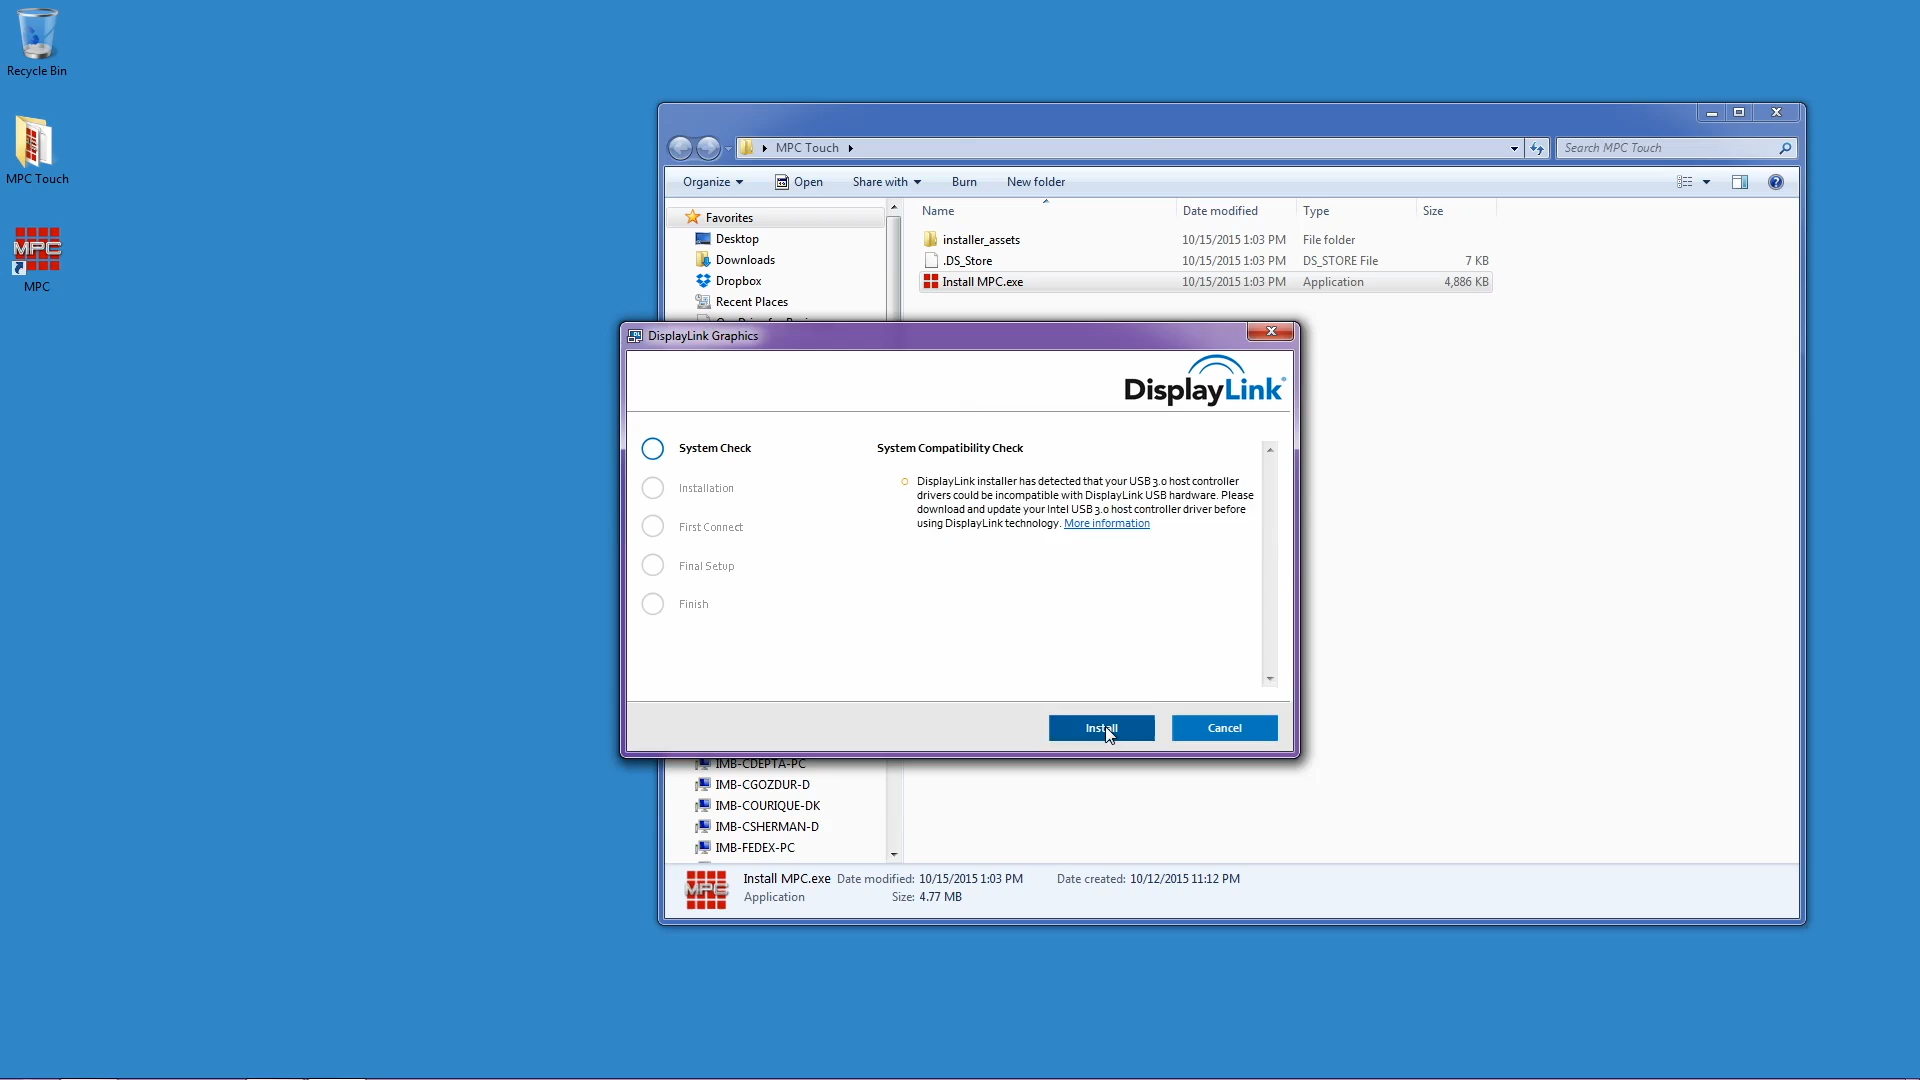 Recycle Bin
MPC Touch
MPC
MPC
MPC Touch
Search MPC Touch
Organize
Open
Share with
Burn
New folder
Favorites
Desktop
Downloads
Dropbox
Recent Places
Name
Date modified
Type
Size
installer_assets
10/15/2015 1:03 PM
File folder
.DS_Store
10/15/2015 1:03 PM
DS_STORE File
7 KB
Install MPC.exe
10/15/2015 1:03 PM
Application
4,886 KB
DisplayLink Graphics
DisplayLink
System Check
Installation
First Connect
Final Setup
Finish
System Compatibility Check
DisplayLink installer has detected that your USB 3.0 host controller
drivers could be incompatible with DisplayLink USB hardware. Please
download and update your Intel USB 3.0 host controller driver before
using DisplayLink technology. More information
Install
Cancel
IMB-CDEPTA-PC
IMB-CGOZDUR-D
IMB-COURIQUE-DK
IMB-CSHERMAN-D
IMB-FEDEX-PC
MPC
Install MPC.exe Date modified: 10/15/2015 1:03 PM Date created: 10/12/2015 11:12 PM
Application Size: 4.77 MB